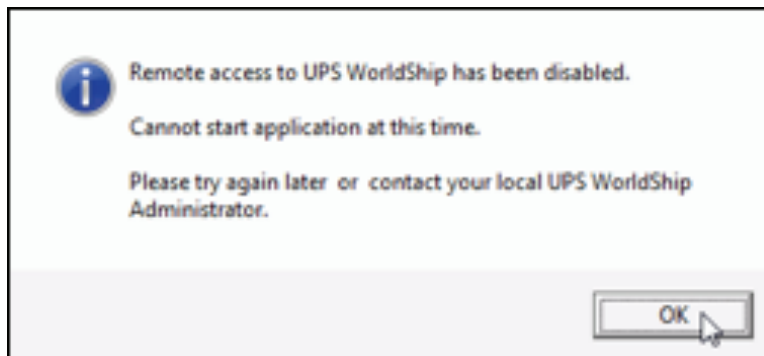 Remote access to UPS WorldShip has been disabled.
Cannot start application at this time.
Please try again later or contact your local UPS WorldShip
Administrator.
OK